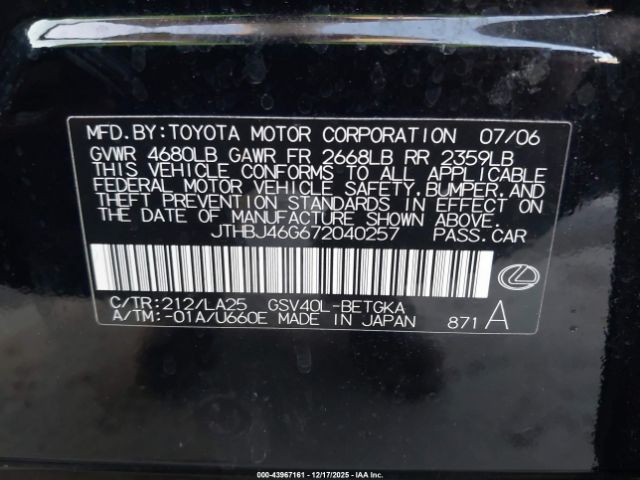 MFD.BY:TOYOTA MOTOR CORPORATION 07/06
GVWR 4680LB GAWR FR 2668LB RR 2359LB
THIS VEHICLE CONFORMS TO ALL APPLICABLE
FEDERAL MOTOR VEHICLE SAFETY.BUMPER.AND
THEFT PREVENTION STANDARDS IN EFFECT ON
THE DATE OF MANUFACTURE SHOWN ABOVE.
JTHBJ46G672040257 PASS.CAR
C/TR:212/LA25 GSV40L-BETGKA
A/TM:-01A/U660E MADE IN JAPAN 871 A
000-43967161 - 12/17/2025 - IAA Inc.